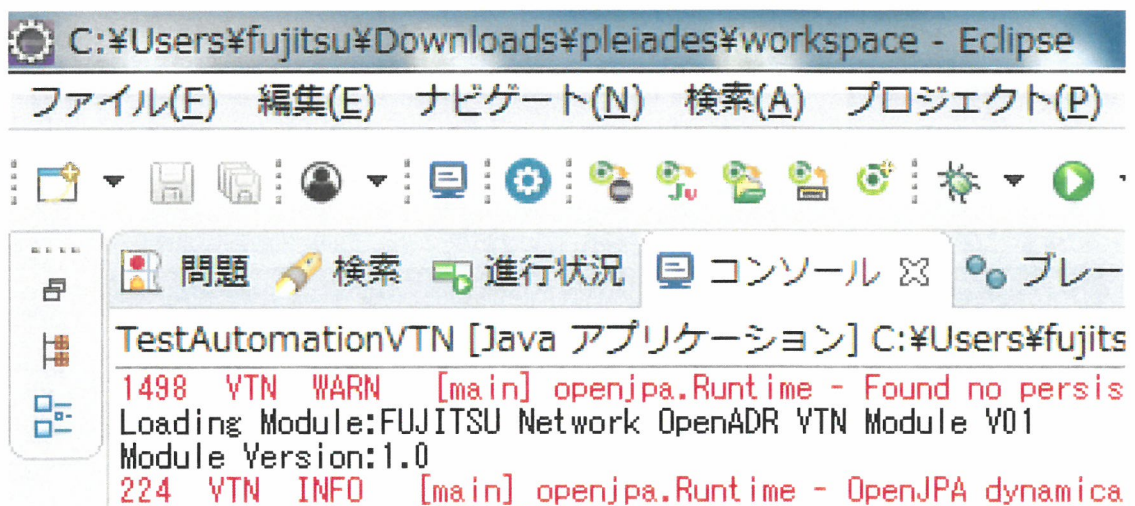 C:¥Users¥fujitsu¥Downloads¥pleiades¥workspace - Eclipse
ファイル(F) 編集(E) ナビゲート(N) 検索(A) プロジェクト(P)
問題 検索 進行状況 コンソール ブレー
TestAutomationVTN [Java アプリケーション] C:¥Users¥fujits
1498 VTN WARN [main] openjpa.Runtime - Found no persis
Loading Module:FUJITSU Network OpenADR VTN Module V01
Module Version:1.0
224 VTN INFO [main] openjpa.Runtime - OpenJPA dynamica